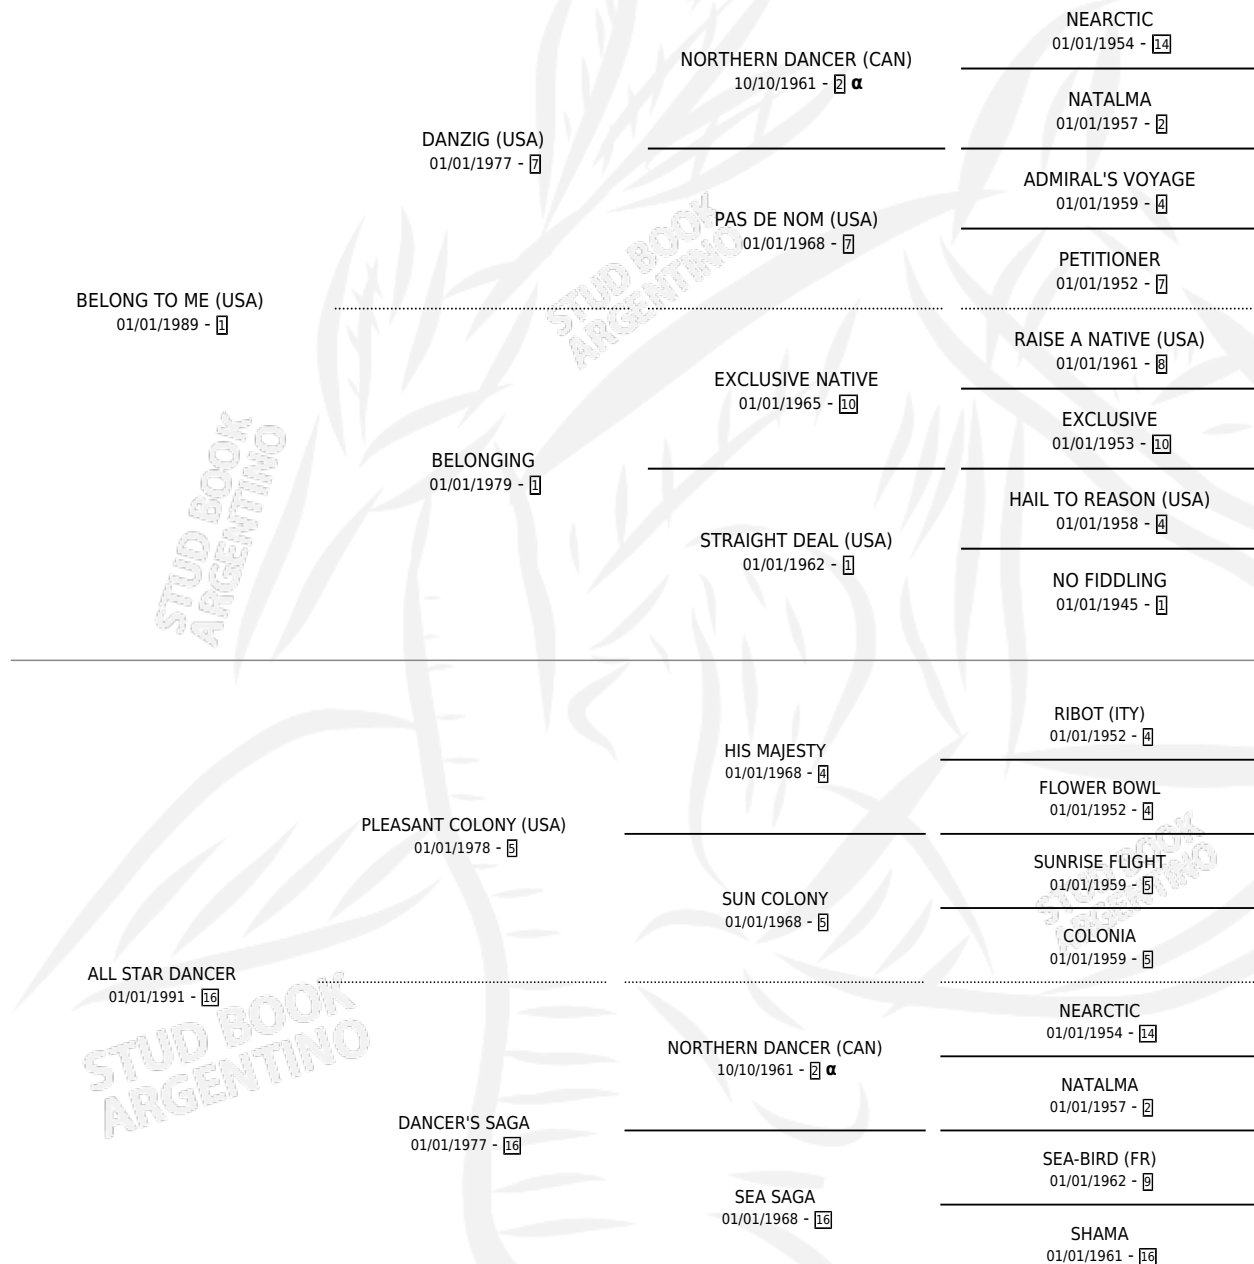 NEARCTIC
01/01/1954 - 14
NORTHERN DANCER (CAN)
10/10/1961 - 2 α
NATALMA
01/01/1957 - 2
DANZIG (USA)
01/01/1977 - 7
ADMIRAL'S VOYAGE
01/01/1959 - 4
PAS DE NOM (USA)
01/01/1968 - 7
PETITIONER
01/01/1952 - 7
BELONG TO ME (USA)
01/01/1989 - 1
RAISE A NATIVE (USA)
01/01/1961 - 8
EXCLUSIVE NATIVE
01/01/1965 - 10
EXCLUSIVE
01/01/1953 - 10
BELONGING
01/01/1979 - 1
HAIL TO REASON (USA)
01/01/1958 - 4
STRAIGHT DEAL (USA)
01/01/1962 - 1
NO FIDDLING
01/01/1945 - 1
RIBOT (ITY)
01/01/1952 - 4
HIS MAJESTY
01/01/1968 - 4
FLOWER BOWL
01/01/1952 - 4
PLEASANT COLONY (USA)
01/01/1978 - 5
SUNRISE FLIGHT
01/01/1959 - 5
SUN COLONY
01/01/1968 - 5
COLONIA
01/01/1959 - 5
ALL STAR DANCER
01/01/1991 - 16
NEARCTIC
01/01/1954 - 14
NORTHERN DANCER (CAN)
10/10/1961 - 2 α
NATALMA
01/01/1957 - 2
DANCER'S SAGA
01/01/1977 - 16
SEA-BIRD (FR)
01/01/1962 - 9
SEA SAGA
01/01/1968 - 16
SHAMA
01/01/1961 - 16
STUD BOOK
ARGENTINO
STUD BOOK
ARGENTINO
STUD BOOK
ARGENTINO
STUD BOOK
ARGENTINO